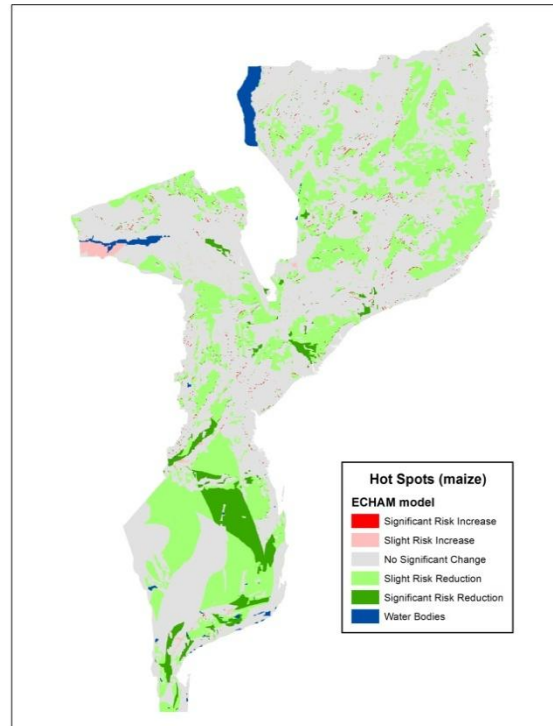 Hot Spots (maize)
ECHAM model
Significant Risk Increase
Slight Risk Increase
No Significant Change
Slight Risk Reduction
Significant Risk Reduction
Water Bodies